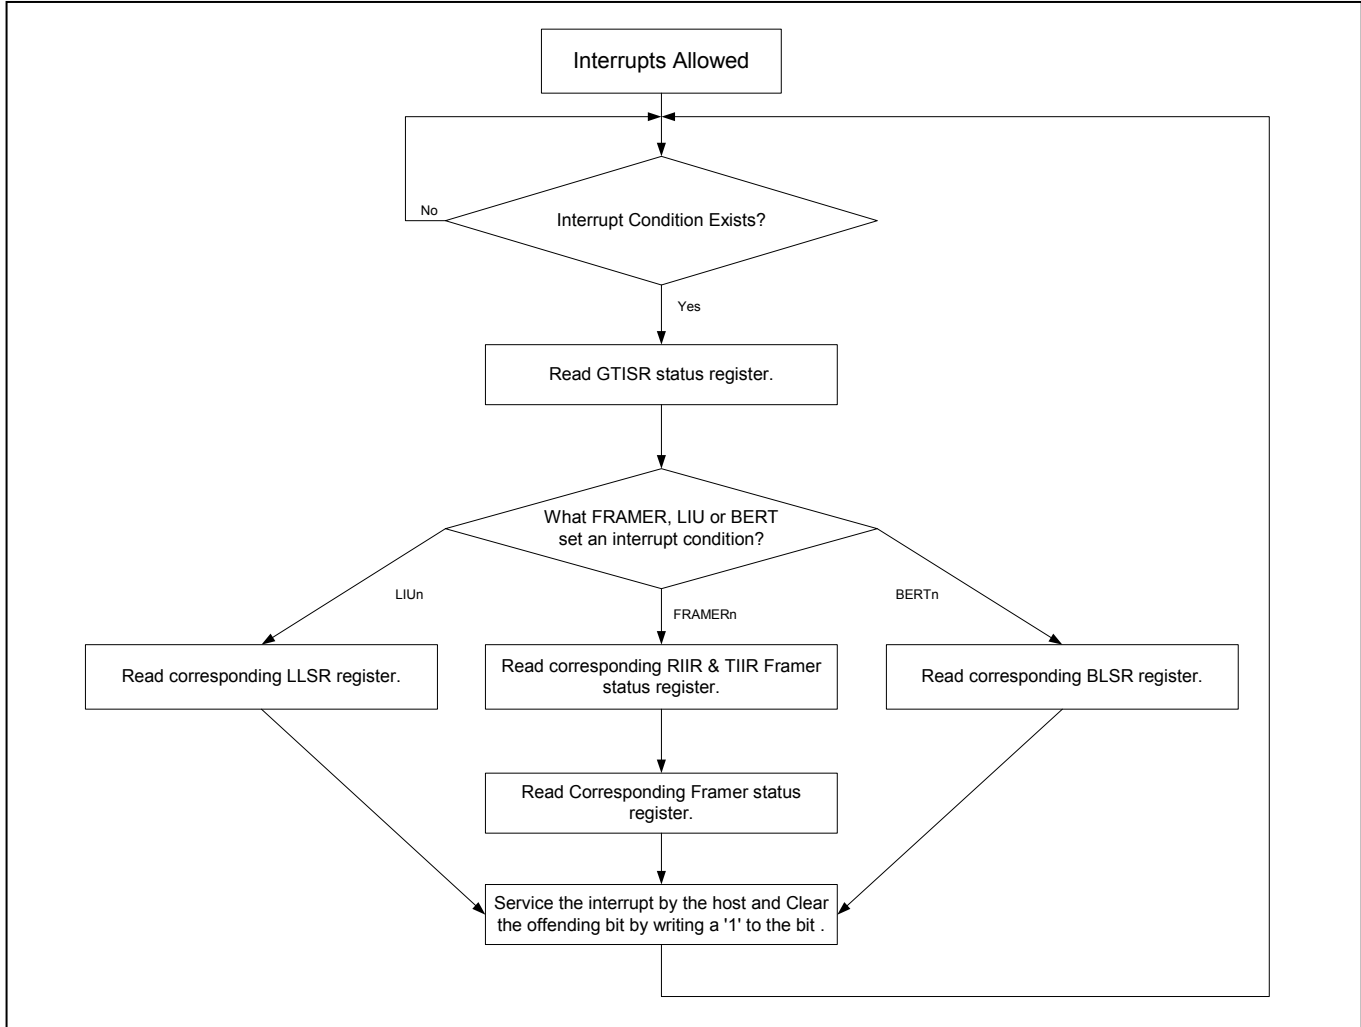 Interrupts Allowed
No
Interrupt Condition Exists?
Yes
Read GTISR status register.
What FRAMER, LIU or BERT
set an interrupt condition?
LIUn
FRAMERn
BERTn
Read corresponding LLSR register.
Read corresponding RIIR & TIIR Framer
status register.
Read corresponding BLSR register.
Read Corresponding Framer status
register.
Service the interrupt by the host and Clear
the offending bit by writing a '1' to the bit .